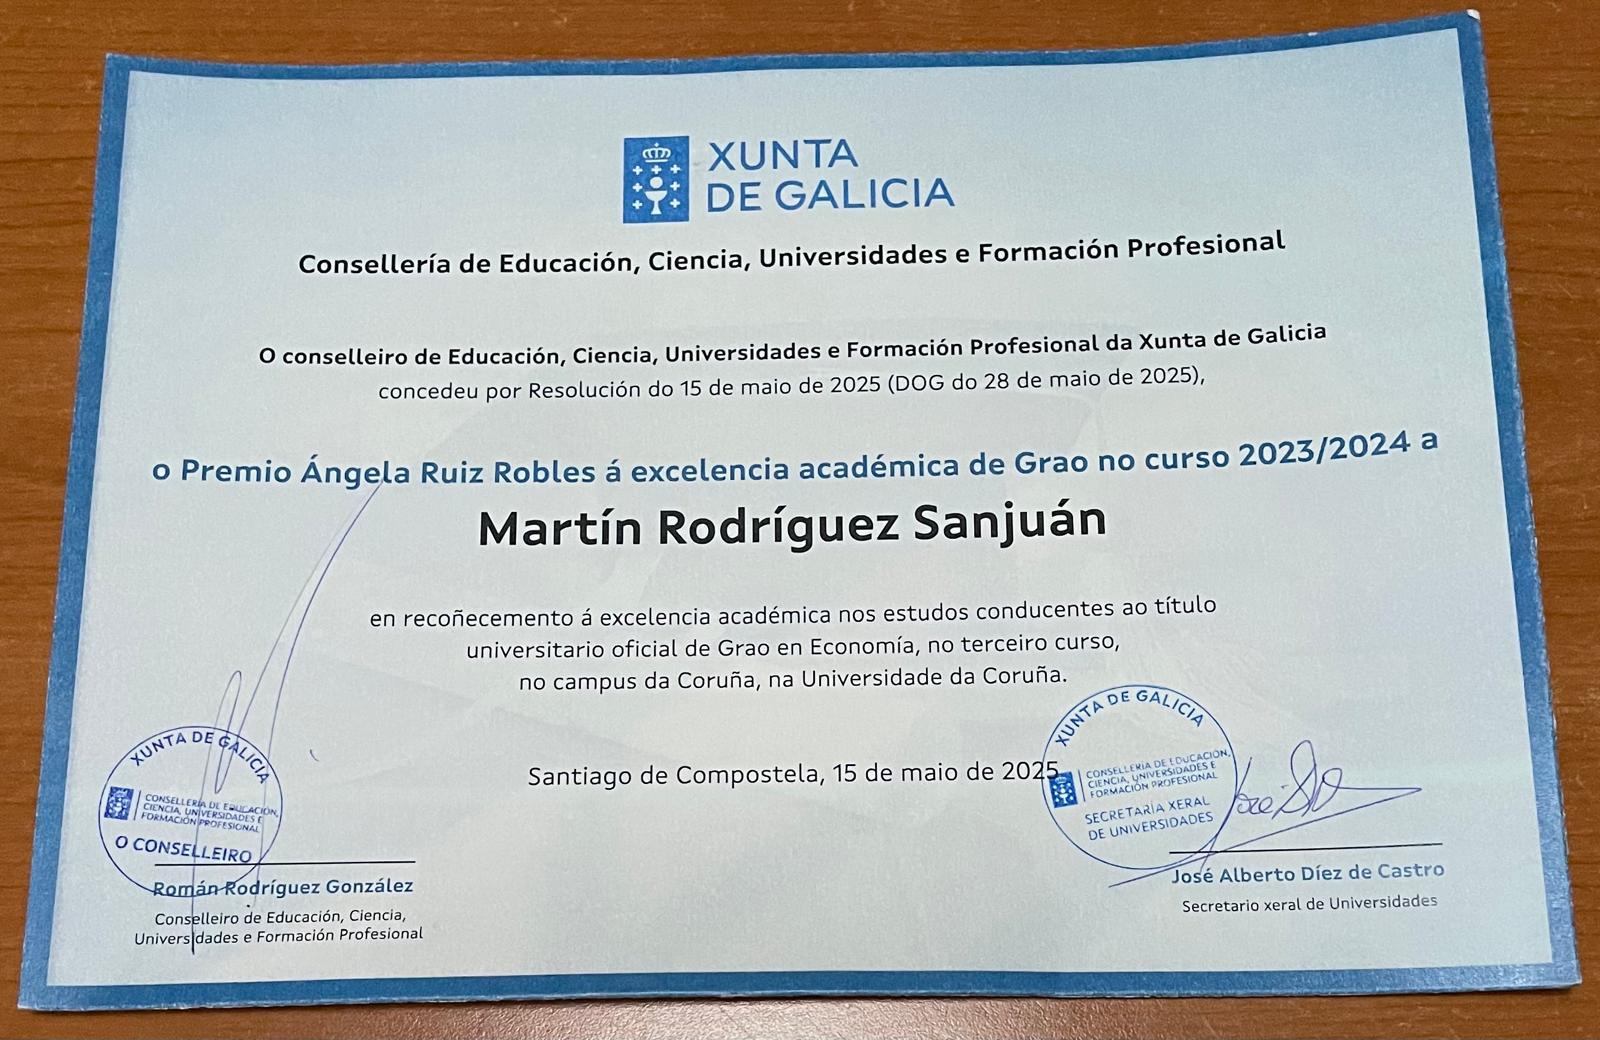 XUNTA
DE GALICIA
Consellería de Educación, Ciencia, Universidades e Formación Profesional
O conselleiro de Educación, Ciencia, Universidades e Formación Profesional da Xunta de Galicia
concedeu por Resolución do 15 de maio de 2025 (DOG do 28 de maio de 2025),
o Premio Ángela Ruiz Robles á excelencia académica de Grao no curso 2023/2024 a
Martín Rodríguez Sanjuán
en recoñecemento á excelencia académica nos estudos conducentes ao título
universitario oficial de Grao en Economía, no terceiro curso,
no campus da Coruña, na Universidade da Coruña.
Santiago de Compostela, 15 de maio de 2025
XUNTA DE GALICIA
CONSELLERÍA DE EDUCACIÓN,
CIENCIA, UNIVERSIDADES E
FORMACIÓN PROFESIONAL
O CONSELLEIRO
Román Rodríguez González
Conselleiro de Educación, Ciencia,
Universidades e Formación Profesional
XUNTA DE GALICIA
CONSELLERÍA DE EDUCACIÓN,
CIENCIA, UNIVERSIDADES E
FORMACIÓN PROFESIONAL
SECRETARÍA XERAL
DE UNIVERSIDADES
José Alberto Díez de Castro
Secretario xeral de Universidades